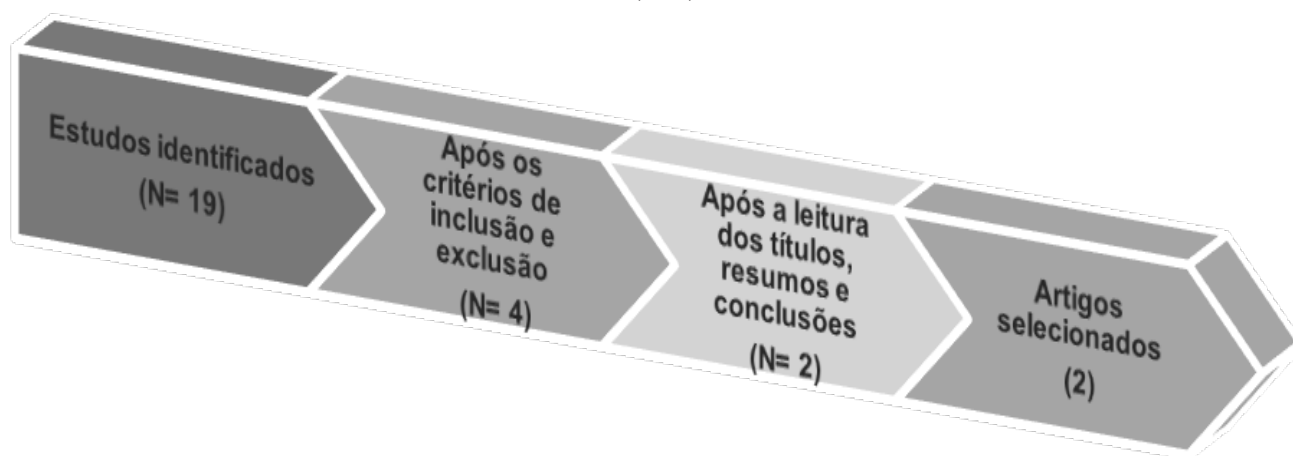 Estudos identificados
(N= 19)
Após os
critérios de
inclusão e
exclusão
(N= 4)
Após a leitura
dos títulos,
resumos e
conclusões
(N= 2)
Artigos
selecionados
(2)